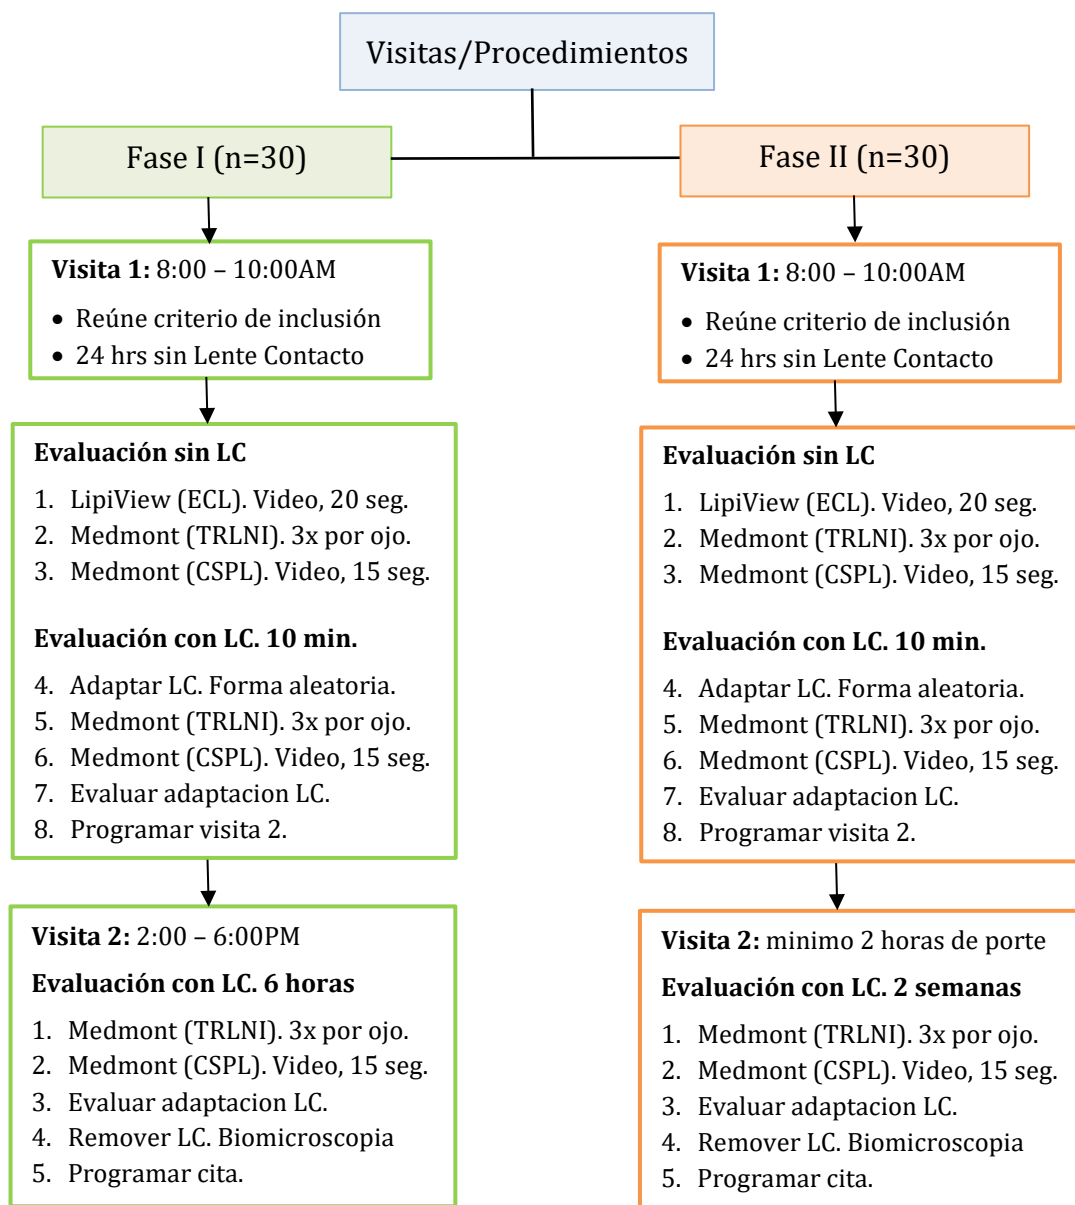 Visitas/Procedimientos
Fase I (n=30)
Fase II (n=30)
Visita 1: 8:00 – 10:00AM
• Reúne criterio de inclusión
• 24 hrs sin Lente Contacto
Visita 1: 8:00 – 10:00AM
• Reúne criterio de inclusión
• 24 hrs sin Lente Contacto
Evaluación sin LC
1. LipiView (ECL). Video, 20 seg.
2. Medmont (TRLNI). 3x por ojo.
3. Medmont (CSPL). Video, 15 seg.
Evaluación con LC. 10 min.
4. Adaptar LC. Forma aleatoria.
5. Medmont (TRLNI). 3x por ojo.
6. Medmont (CSPL). Video, 15 seg.
7. Evaluar adaptacion LC.
8. Programar visita 2.
Evaluación sin LC
1. LipiView (ECL). Video, 20 seg.
2. Medmont (TRLNI). 3x por ojo.
3. Medmont (CSPL). Video, 15 seg.
Evaluación con LC. 10 min.
4. Adaptar LC. Forma aleatoria.
5. Medmont (TRLNI). 3x por ojo.
6. Medmont (CSPL). Video, 15 seg.
7. Evaluar adaptacion LC.
8. Programar visita 2.
Visita 2: 2:00 – 6:00PM
Evaluación con LC. 6 horas
1. Medmont (TRLNI). 3x por ojo.
2. Medmont (CSPL). Video, 15 seg.
3. Evaluar adaptacion LC.
4. Remover LC. Biomicroscopia
5. Programar cita.
Visita 2: minimo 2 horas de porte
Evaluación con LC. 2 semanas
1. Medmont (TRLNI). 3x por ojo.
2. Medmont (CSPL). Video, 15 seg.
3. Evaluar adaptacion LC.
4. Remover LC. Biomicroscopia
5. Programar cita.